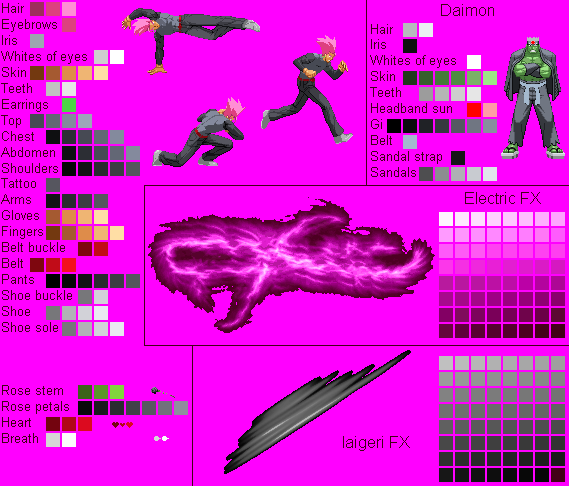 Hair
Eyebrows
Iris
Whites of eyes
Skin
Teeth
Earrings
Top
Chest
Abdomen
Shoulders
Tattoo
Arms
Gloves
Fingers
Belt buckle
Belt
Pants
Shoe buckle
Shoe
Shoe sole
Rose stem
Rose petals
Heart
Breath
Daimon
Hair
Iris
Whites of eyes
Skin
Teeth
Headband sun
Gi
Belt
Sandal strap
Sandals
Electric FX
Iaigeri FX